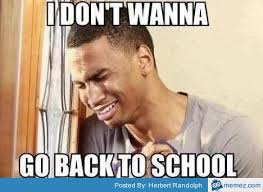 I DON'T WANNA
GO BACK TO SCHOOL
Posted By: Herbert Randolph
memez.com